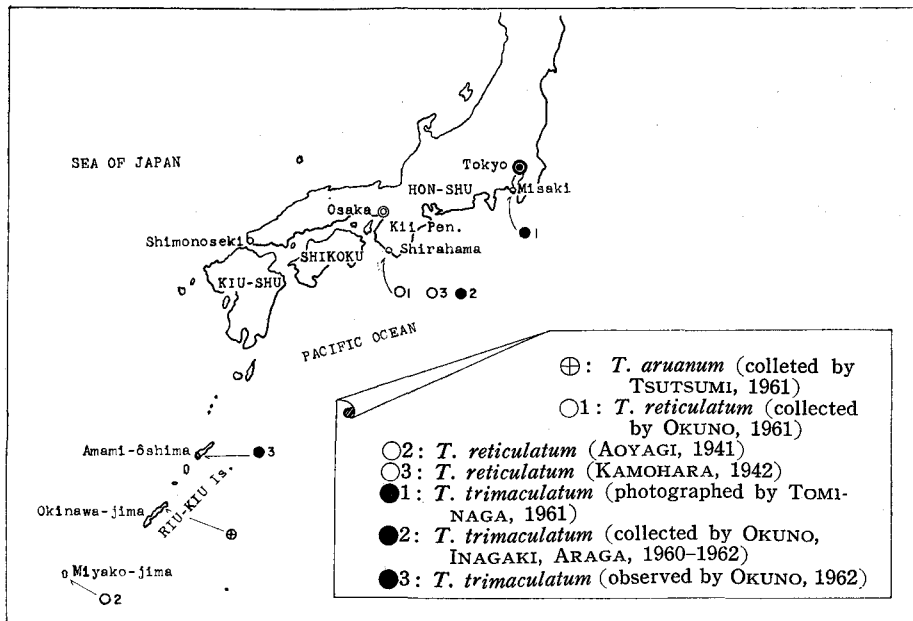 Tokyo
SEA OF JAPAN
HON-SHU
Misaki
Osaka
Kii Pen.
1
Shimonoseki
Shirahama
SHIKOKU
KIU-SHU
1 3 2
PACIFIC OCEAN
⊕: T. aruanum (colleted by
TSUTSUMI, 1961)
○1: T. reticulatum (collected
by OKUNO, 1961)
○2: T. reticulatum (AOYAGI, 1941)
○3: T. reticulatum (KAMOHARA, 1942)
●1: T. trimaculatum (photographed by TOMI-
NAGA, 1961)
●2: T. trimaculatum (collected by OKUNO,
INAGAKI, ARAGA, 1960–1962)
●3: T. trimaculatum (observed by OKUNO, 1962)
Amami-ôshima
3
RIU-KIU Is.
Okinawa-jima
Miyako-jima
2